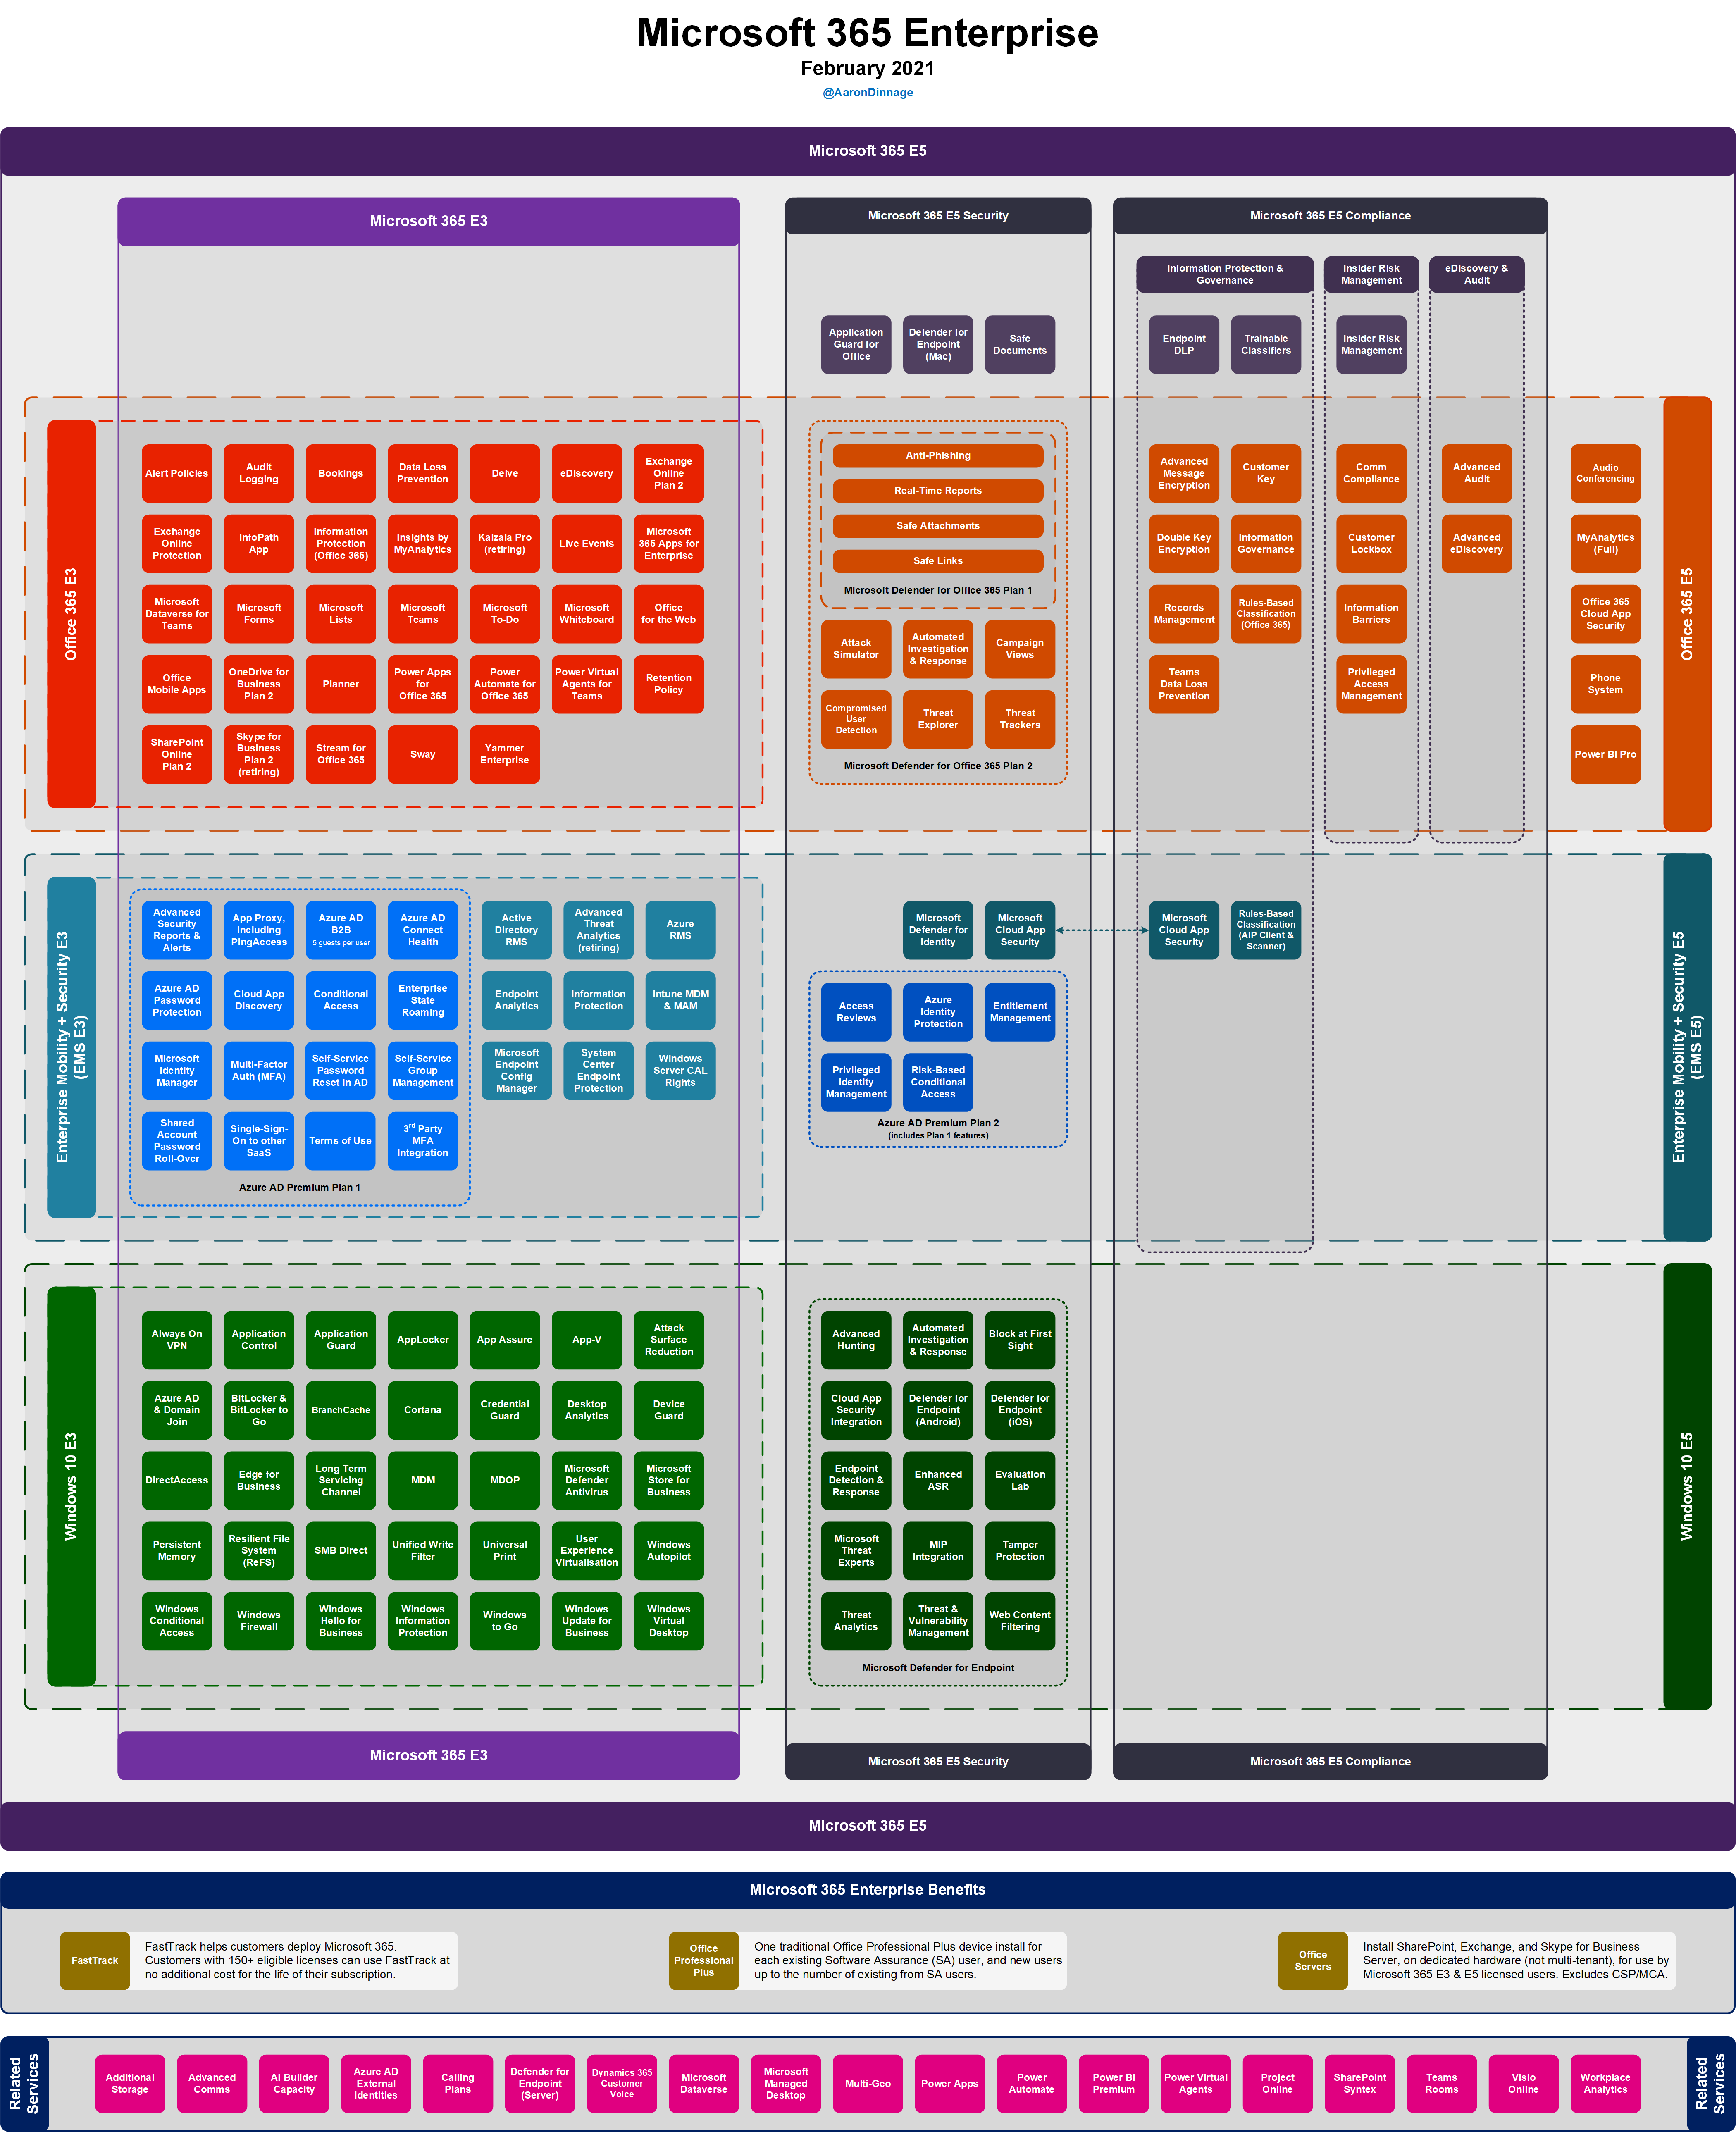 Microsoft 365 Enterprise
February 2021
@AaronDinnage
Microsoft 365 E5
Microsoft 365 E3
Microsoft 365 E5 Security
Microsoft 365 E5 Compliance
Information Protection &
Governance
Insider Risk
Management
eDiscovery &
Audit
Application
Guard for
Office
Defender for
Endpoint
(Mac)
Safe
Documents
Endpoint
DLP
Trainable
Classifiers
Insider Risk
Management
Office 365 E3
Alert Policies
Audit
Logging
Bookings
Data Loss
Prevention
Delve
eDiscovery
Exchange
Online
Plan 2
Exchange
Online
Protection
InfoPath
App
Information
Protection
(Office 365)
Insights by
MyAnalytics
Kaizala Pro
(retiring)
Live Events
Microsoft
365 Apps for
Enterprise
Microsoft
Dataverse for
Teams
Microsoft
Forms
Microsoft
Lists
Microsoft
Teams
Microsoft
To-Do
Microsoft
Whiteboard
Office
for the Web
Office
Mobile Apps
OneDrive for
Business
Plan 2
Planner
Power Apps
for
Office 365
Power
Automate for
Office 365
Power Virtual
Agents for
Teams
Retention
Policy
SharePoint
Online
Plan 2
Skype for
Business
Plan 2
(retiring)
Stream for
Office 365
Sway
Yammer
Enterprise
Anti-Phishing
Real-Time Reports
Safe Attachments
Safe Links
Microsoft Defender for Office 365 Plan 1
Attack
Simulator
Automated
Investigation
& Response
Campaign
Views
Compromised
User
Detection
Threat
Explorer
Threat
Trackers
Microsoft Defender for Office 365 Plan 2
Advanced
Message
Encryption
Customer
Key
Double Key
Encryption
Information
Governance
Records
Management
Rules-Based
Classification
(Office 365)
Teams
Data Loss
Prevention
Comm
Compliance
Customer
Lockbox
Information
Barriers
Privileged
Access
Management
Advanced
Audit
Advanced
eDiscovery
Audio
Conferencing
MyAnalytics
(Full)
Office 365
Cloud App
Security
Phone
System
Power BI Pro
Office 365 E5
Enterprise Mobility + Security E3
(EMS E3)
Advanced
Security
Reports &
Alerts
App Proxy,
including
PingAccess
Azure AD
B2B
5 guests per user
Azure AD
Connect
Health
Azure AD
Password
Protection
Cloud App
Discovery
Conditional
Access
Enterprise
State
Roaming
Microsoft
Identity
Manager
Multi-Factor
Auth (MFA)
Self-Service
Password
Reset in AD
Self-Service
Group
Management
Shared
Account
Password
Roll-Over
Single-Sign-
On to other
SaaS
Terms of Use
3rd Party
MFA
Integration
Azure AD Premium Plan 1
Active
Directory
RMS
Advanced
Threat
Analytics
(retiring)
Azure
RMS
Endpoint
Analytics
Information
Protection
Intune MDM
& MAM
Microsoft
Endpoint
Config
Manager
System
Center
Endpoint
Protection
Windows
Server CAL
Rights
Microsoft
Defender for
Identity
Microsoft
Cloud App
Security
Access
Reviews
Azure
Identity
Protection
Entitlement
Management
Privileged
Identity
Management
Risk-Based
Conditional
Access
Azure AD Premium Plan 2
(includes Plan 1 features)
Microsoft
Cloud App
Security
Rules-Based
Classification
(AIP Client &
Scanner)
Enterprise Mobility + Security E5
(EMS E5)
Windows 10 E3
Always On
VPN
Application
Control
Application
Guard
AppLocker
App Assure
App-V
Attack
Surface
Reduction
Azure AD
& Domain
Join
BitLocker &
BitLocker to
Go
BranchCache
Cortana
Credential
Guard
Desktop
Analytics
Device
Guard
DirectAccess
Edge for
Business
Long Term
Servicing
Channel
MDM
MDOP
Microsoft
Defender
Antivirus
Microsoft
Store for
Business
Persistent
Memory
Resilient File
System
(ReFS)
SMB Direct
Unified Write
Filter
Universal
Print
User
Experience
Virtualisation
Windows
Autopilot
Windows
Conditional
Access
Windows
Firewall
Windows
Hello for
Business
Windows
Information
Protection
Windows
to Go
Windows
Update for
Business
Windows
Virtual
Desktop
Advanced
Hunting
Automated
Investigation
& Response
Block at First
Sight
Cloud App
Security
Integration
Defender for
Endpoint
(Android)
Defender for
Endpoint
(iOS)
Endpoint
Detection &
Response
Enhanced
ASR
Evaluation
Lab
Microsoft
Threat
Experts
MIP
Integration
Tamper
Protection
Threat
Analytics
Threat &
Vulnerability
Management
Web Content
Filtering
Microsoft Defender for Endpoint
Windows 10 E5
Microsoft 365 E3
Microsoft 365 E5 Security
Microsoft 365 E5 Compliance
Microsoft 365 E5
Microsoft 365 Enterprise Benefits
FastTrack
FastTrack helps customers deploy Microsoft 365.
Customers with 150+ eligible licenses can use FastTrack at
no additional cost for the life of their subscription.
Office
Professional
Plus
One traditional Office Professional Plus device install for
each existing Software Assurance (SA) user, and new users
up to the number of existing from SA users.
Office
Servers
Install SharePoint, Exchange, and Skype for Business
Server, on dedicated hardware (not multi-tenant), for use by
Microsoft 365 E3 & E5 licensed users. Excludes CSP/MCA.
Related
Services
Additional
Storage
Advanced
Comms
AI Builder
Capacity
Azure AD
External
Identities
Calling
Plans
Defender for
Endpoint
(Server)
Dynamics 365
Customer
Voice
Microsoft
Dataverse
Microsoft
Managed
Desktop
Multi-Geo
Power Apps
Power
Automate
Power BI
Premium
Power Virtual
Agents
Project
Online
SharePoint
Syntex
Teams
Rooms
Visio
Online
Workplace
Analytics
Related
Services